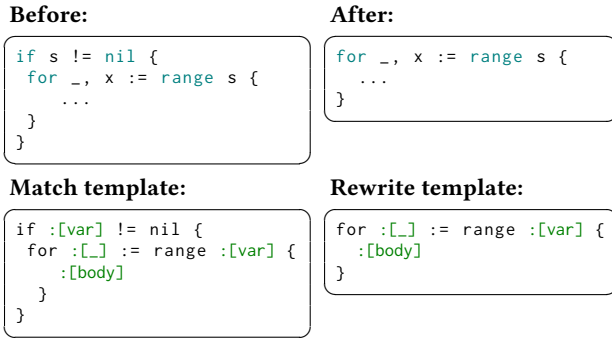 Before:
if s != nil {
 for _, x := range s {
    ...
 }
}
After:
for _, x := range s {
  ...
}
Match template:
if :[var] != nil {
 for :[_] := range :[var] {
    :[body]
  }
}
Rewrite template:
for :[_] := range :[var] {
  :[body]
}